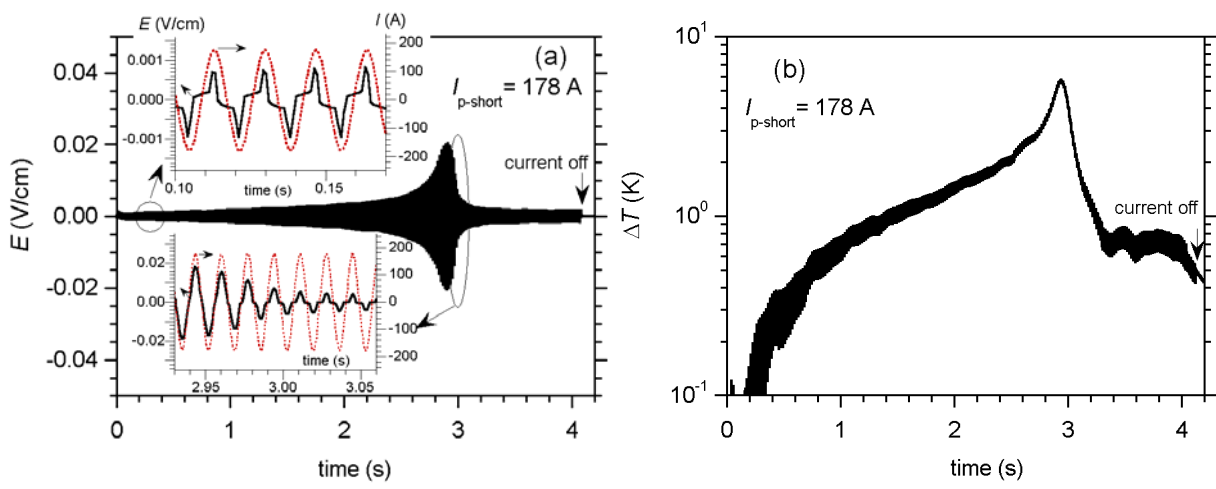 E (V/cm)
I (A)
(a)
I p-short = 178 A
0.04
0.02
0.00
-0.02
-0.04
E (V/cm)
0.001
0.000
-0.001
200
100
0
-100
-200
0.10
0.15
time (s)
current off
0.02
0.00
-0.02
200
100
0
-100
-200
time (s)
2.95
3.00
3.05
0
1
2
3
4
time (s)
(b)
I p-short = 178 A
10¹
10⁰
10⁻¹
ΔT (K)
current off
0
1
2
3
4
time (s)